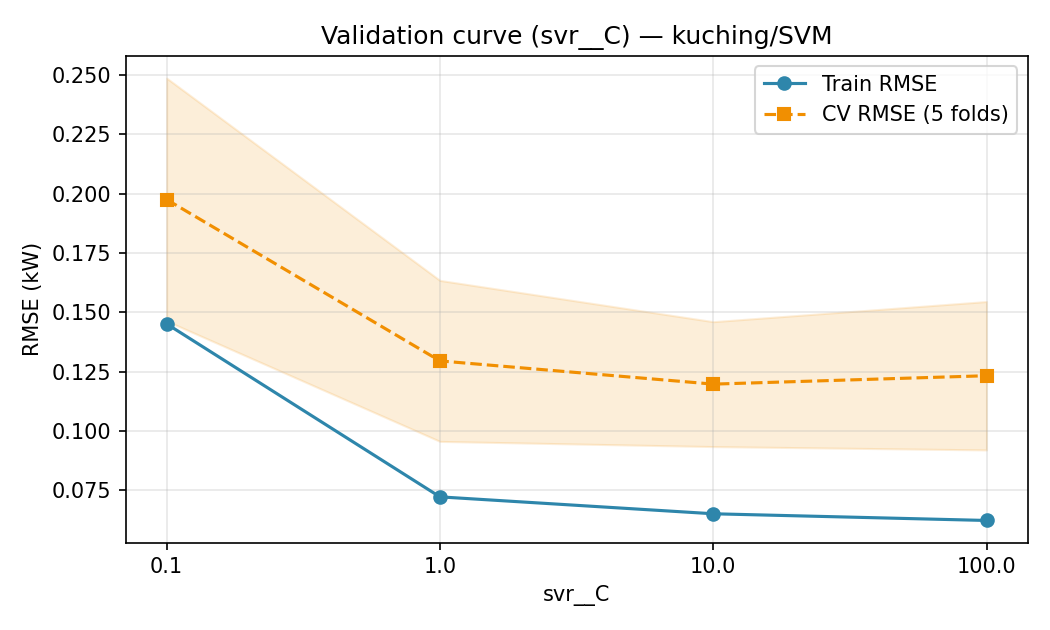 Validation curve (svr__C) — kuching/SVM
Train RMSE
CV RMSE (5 folds)
RMSE (kW)
0.250
0.225
0.200
0.175
0.150
0.125
0.100
0.075
0.1
1.0
10.0
100.0
svr__C